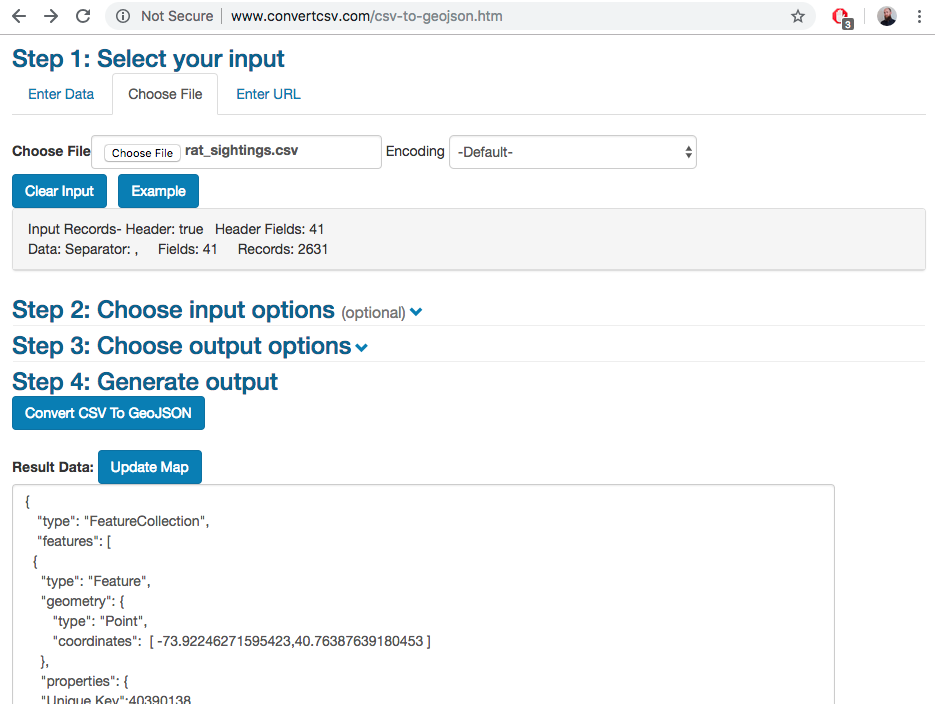 Not Secure | www.convertcsv.com/csv-to-geojson.htm 3
Step 1: Select your input
Enter Data Choose File Enter URL
Choose File Choose File rat_sightings.csv Encoding -Default-
Clear Input Example
Input Records- Header: true Header Fields: 41
Data: Separator: , Fields: 41 Records: 2631
Step 2: Choose input options (optional)
Step 3: Choose output options
Step 4: Generate output
Convert CSV To GeoJSON
Result Data: Update Map
{
"type": "FeatureCollection",
"features": [
{
"type": "Feature",
"geometry": {
"type": "Point",
"coordinates": [ -73.92246271595423,40.76387639180453 ]
},
"properties": {
"Unique Key":40390138,